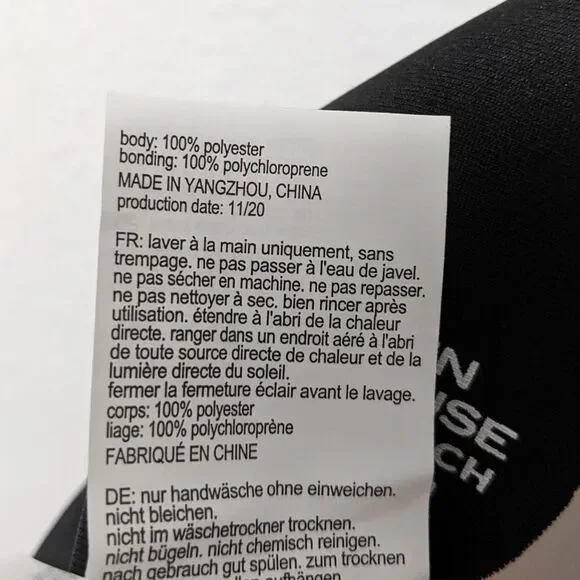 body: 100% polyester
bonding: 100% polychloroprene
MADE IN YANGZHOU, CHINA
production date: 11/20
FR: laver à la main uniquement, sans
trempage. ne pas passer à l'eau de javel.
ne pas sécher en machine. ne pas repasser.
ne pas nettoyer à sec. bien rincer après
utilisation. étendre à l'abri de la chaleur
directe. ranger dans un endroit aéré à l'abri
de toute source directe de chaleur et de la
lumière directe du soleil.
fermer la fermeture éclair avant le lavage.
corps: 100% polyester
liage: 100% polychloroprène
FABRIQUÉ EN CHINE
DE: nur handwäsche ohne einweichen.
nicht bleichen.
nicht im wäschetrockner trocknen.
nicht bügeln. nicht chemisch reinigen.
nach gebrauch gut spülen. zum trocknen
aufhängen